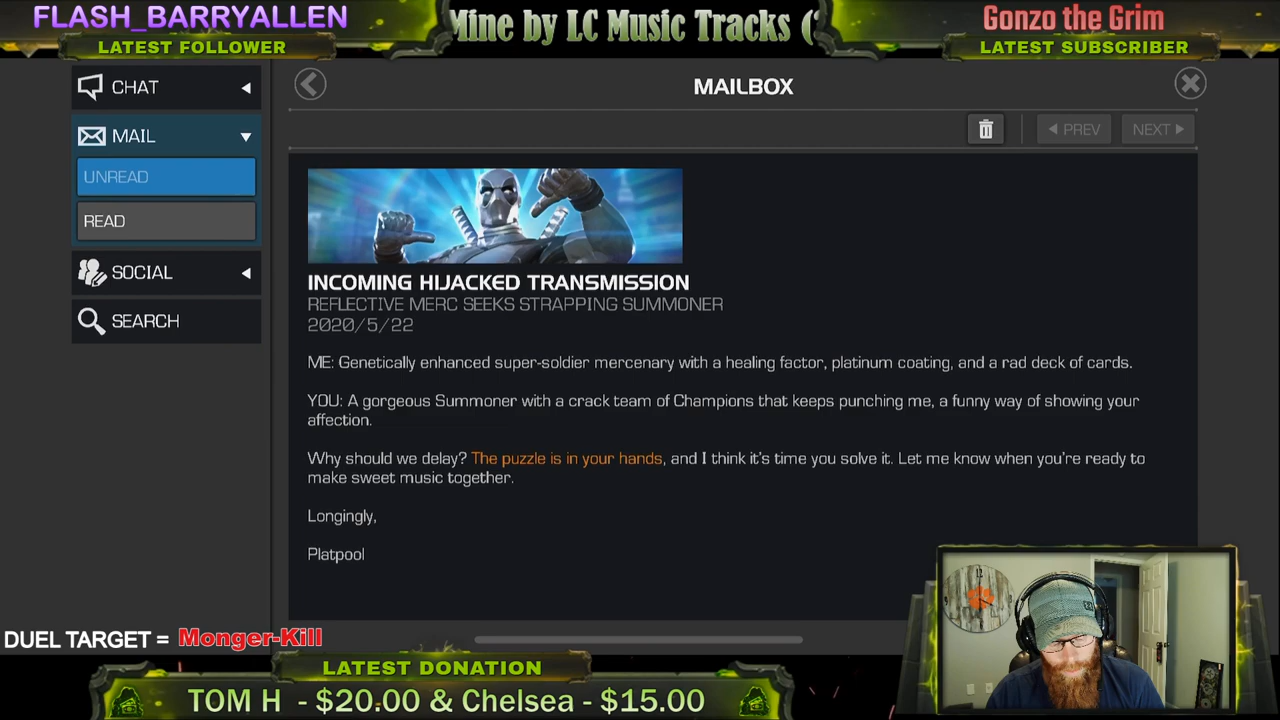 FLASH_BARRYALLEN
LATEST FOLLOWER
Mine by LC Music Tracks (
Gonzo the Grim
LATEST SUBSCRIBER
CHAT
MAIL
UNREAD
READ
SOCIAL
SEARCH
MAILBOX
PREV
NEXT
INCOMING HIJACKED TRANSMISSION
REFLECTIVE MERC SEEKS STRAPPING SUMMONER
2020/5/22
ME: Genetically enhanced super-soldier mercenary with a healing factor, platinum coating, and a rad deck of cards.
YOU: A gorgeous Summoner with a crack team of Champions that keeps punching me, a funny way of showing your
affection.
Why should we delay? The puzzle is in your hands, and I think it's time you solve it. Let me know when you're ready to
make sweet music together.
Longingly,
Platpool
DUEL TARGET = Monger-Kill
LATEST DONATION
TOM H - $20.00 & Chelsea - $15.00